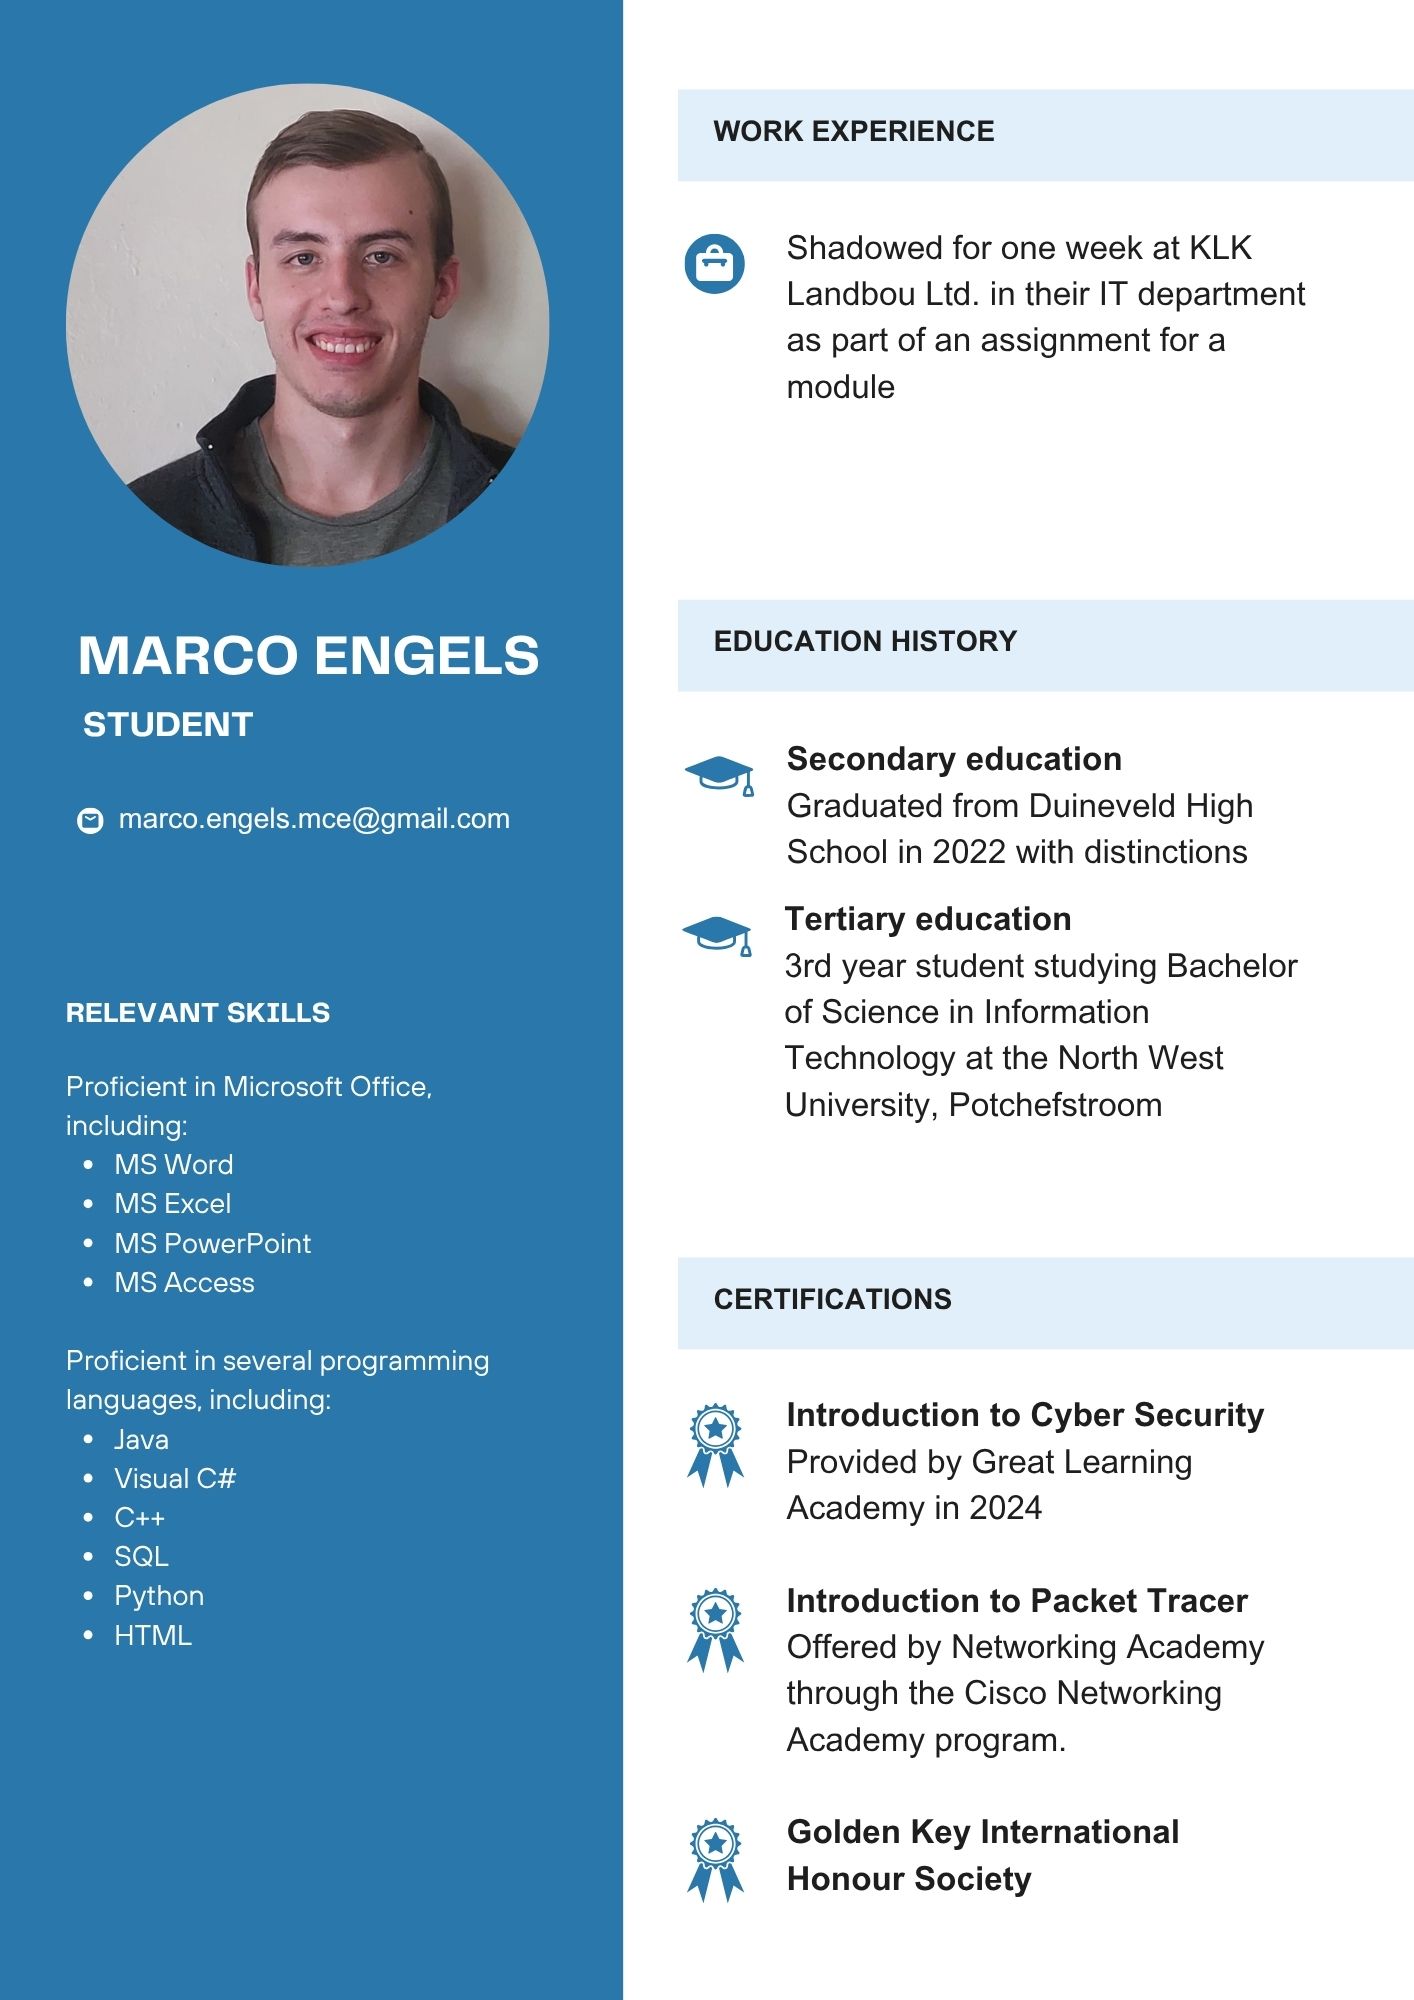 MARCO ENGELS
STUDENT
marco.engels.mce@gmail.com
RELEVANT SKILLS
Proficient in Microsoft Office,
including:
• MS Word
• MS Excel
• MS PowerPoint
• MS Access
Proficient in several programming
languages, including:
• Java
• Visual C#
• C++
• SQL
• Python
• HTML
WORK EXPERIENCE
Shadowed for one week at KLK
Landbou Ltd. in their IT department
as part of an assignment for a
module
EDUCATION HISTORY
Secondary education
Graduated from Duineveld High
School in 2022 with distinctions
Tertiary education
3rd year student studying Bachelor
of Science in Information
Technology at the North West
University, Potchefstroom
CERTIFICATIONS
Introduction to Cyber Security
Provided by Great Learning
Academy in 2024
Introduction to Packet Tracer
Offered by Networking Academy
through the Cisco Networking
Academy program.
Golden Key International
Honour Society